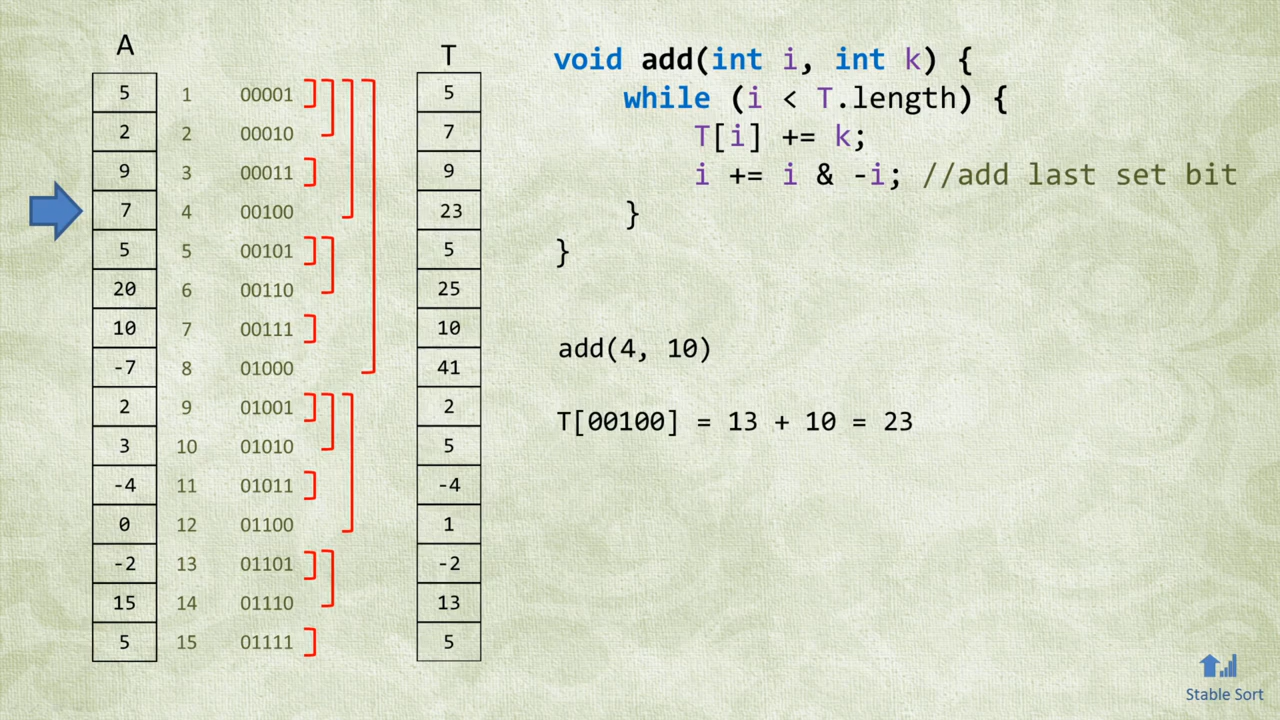 A T
5 1 00001 5
2 2 00010 7
9 3 00011 9
7 4 00100 23
5 5 00101 5
20 6 00110 25
10 7 00111 10
-7 8 01000 41
2 9 01001 2
3 10 01010 5
-4 11 01011 -4
0 12 01100 1
-2 13 01101 -2
15 14 01110 13
5 15 01111 5
void add(int i, int k) {
while (i < T.length) {
T[i] += k;
i += i & -i; //add last set bit
}
}
add(4, 10)
T[00100] = 13 + 10 = 23
Stable Sort